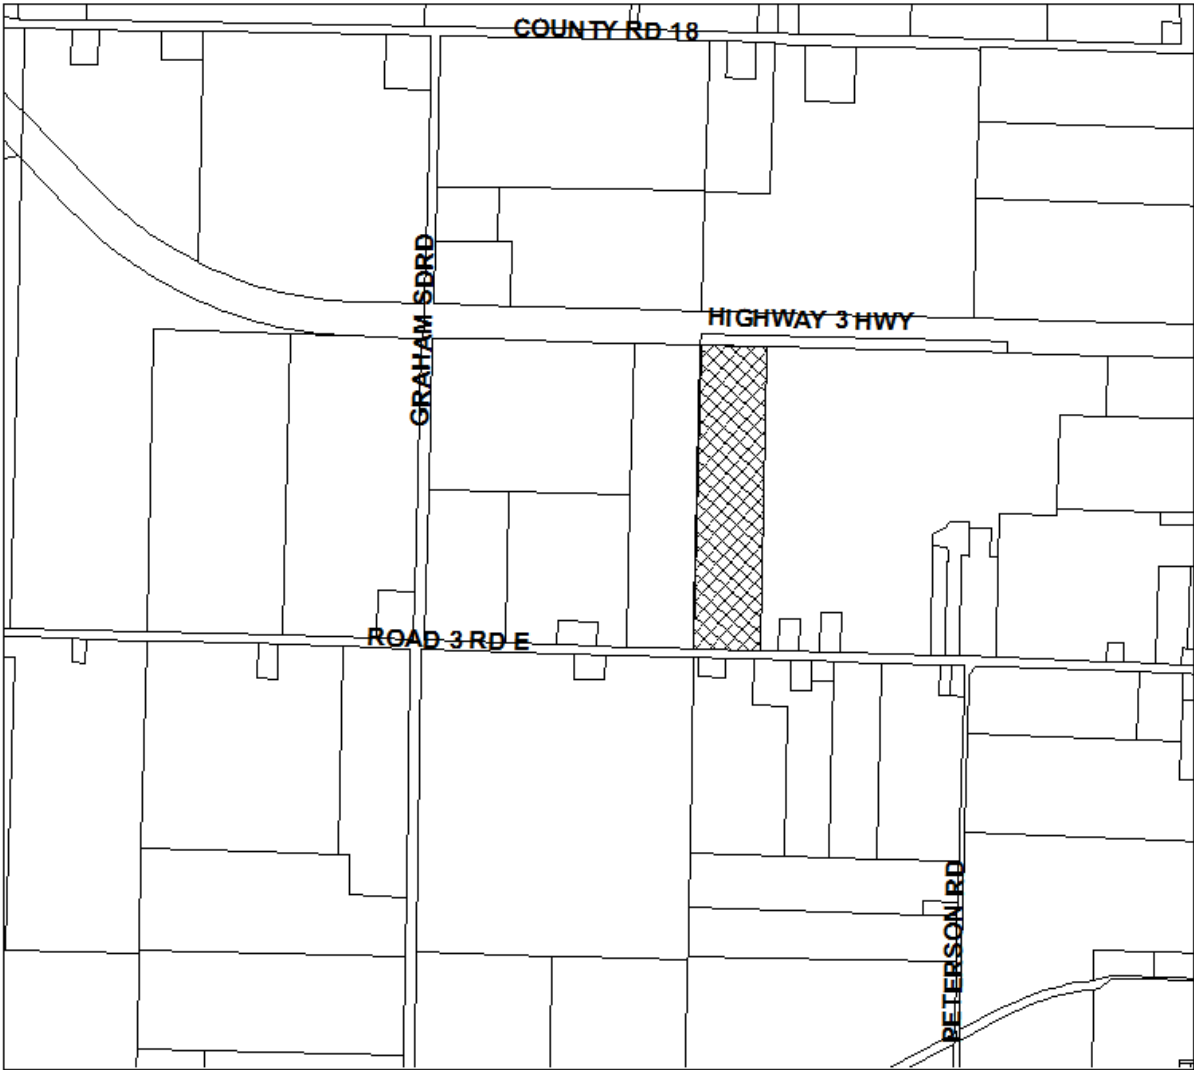 COUNTY RD 18
GRAHAM SDRD
HIGHWAY 3 HWY
ROAD 3 RD E
PETERSON RD